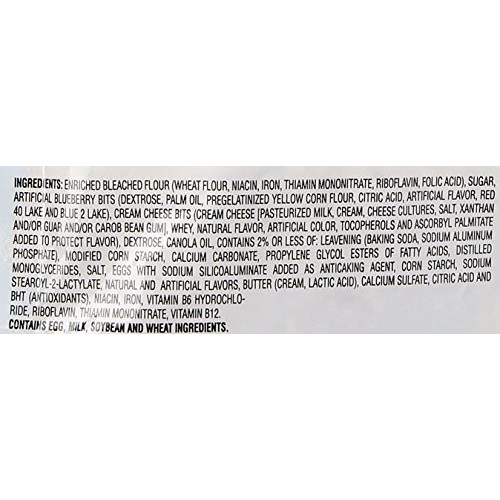 INGREDIENTS: ENRICHED BLEACHED FLOUR (WHEAT FLOUR, NIACIN, IRON, THIAMIN MONONITRATE, RIBOFLAVIN, FOLIC ACID), SUGAR,
ARTIFICIAL BLUEBERRY BITS (DEXTROSE, PALM OIL, PREGELATINIZED YELLOW CORN FLOUR, CITRIC ACID, ARTIFICIAL FLAVOR, RED
40 LAKE AND BLUE 2 LAKE), CREAM CHEESE BITS (CREAM CHEESE [PASTEURIZED MILK, CREAM, CHEESE CULTURES, SALT, XANTHAN
AND/OR GUAR AND/OR CAROB BEAN GUM], WHEY, NATURAL FLAVOR, ARTIFICIAL COLOR, TOCOPHEROLS AND ASCORBYL PALMITATE
ADDED TO PROTECT FLAVOR), DEXTROSE, CANOLA OIL, CONTAINS 2% OR LESS OF: LEAVENING (BAKING SODA, SODIUM ALUMINUM
PHOSPHATE), MODIFIED CORN STARCH, CALCIUM CARBONATE, PROPYLENE GLYCOL ESTERS OF FATTY ACIDS, DISTILLED
MONOGLYCERIDES, SALT, EGGS WITH SODIUM SILICOALUMINATE ADDED AS ANTICAKING AGENT, CORN STARCH, SODIUM
STEAROYL-2-LACTYLATE, NATURAL AND ARTIFICIAL FLAVORS, BUTTER (CREAM, LACTIC ACID), CALCIUM SULFATE, CITRIC ACID AND
BHT (ANTIOXIDANTS), NIACIN, IRON, VITAMIN B6 HYDROCHLO-
RIDE, RIBOFLAVIN, THIAMIN MONONITRATE, VITAMIN B12.
CONTAINS EGG, MILK, SOYBEAN AND WHEAT INGREDIENTS.